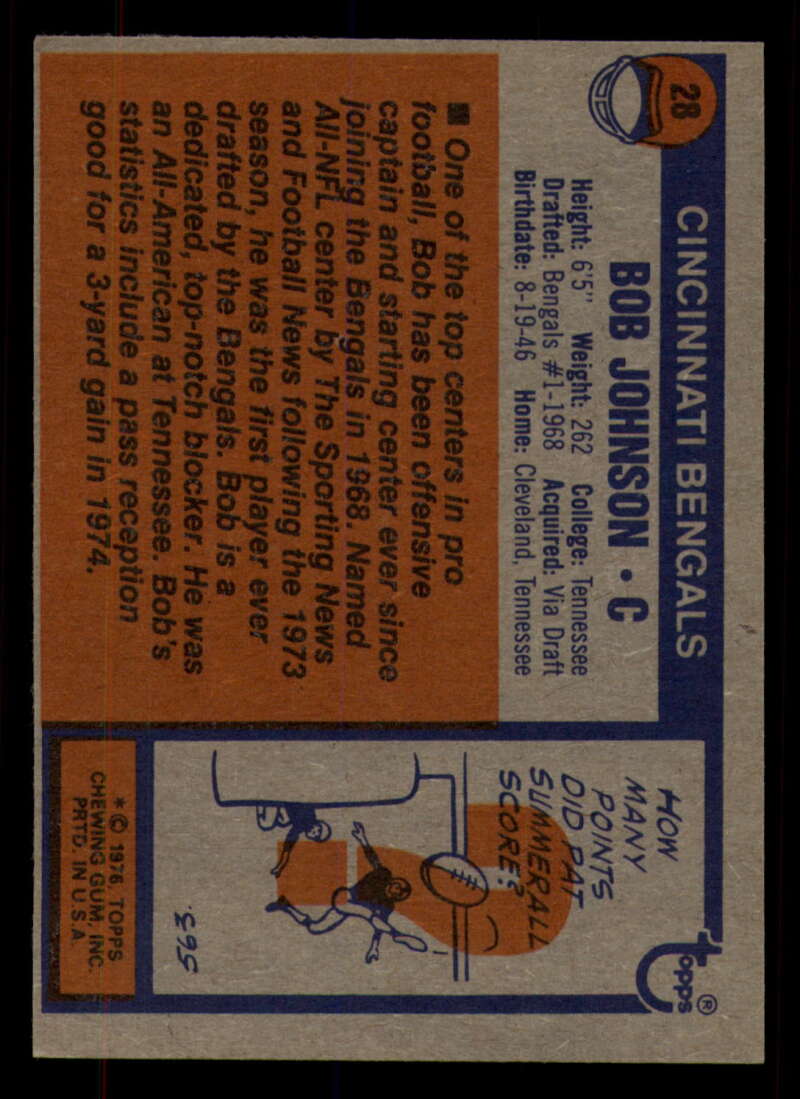 28
CINCINNATI BENGALS
BOB JOHNSON • C
Height: 6'5" Weight: 262 College: Tennessee
Drafted: Bengals #1-1968 Acquired: Via Draft
Birthdate: 8-19-46 Home: Cleveland, Tennessee
■ One of the top centers in pro
football, Bob has been offensive
captain and starting center ever since
joining the Bengals in 1968. Named
All-NFL center by The Sporting News
and Football News following the 1973
season, he was the first player ever
drafted by the Bengals. Bob is a
dedicated, top-notch blocker. He was
an All-American at Tennessee. Bob's
statistics include a pass reception
good for a 3-yard gain in 1974.
topps®
HOW
MANY
POINTS
DID PAT
SUMMERALL
SCORE?
563.
* © 1976, TOPPS
CHEWING GUM, INC.
PRTD. IN U.S.A.